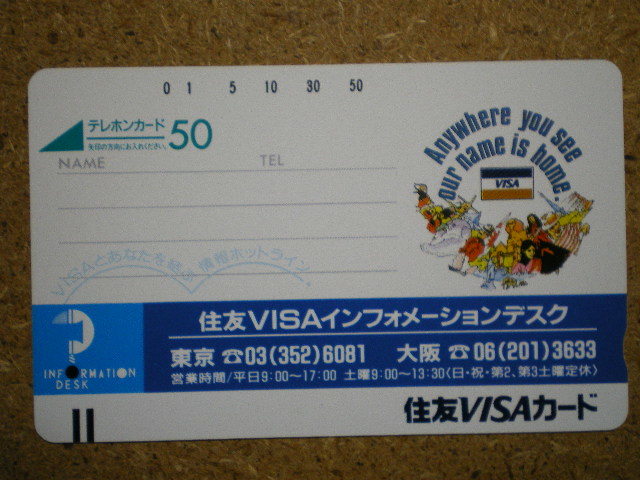 0 1 5 10 30 50
テレホンカード 50
矢印の方向にお入れください。
NAME TEL
Anywhere you see
our name is home.
VISA
VISAとあなたを結ぶ情報ホットライン。
住友VISAインフォメーションデスク
東京☎03(352)6081 大阪☎06(201)3633
営業時間/平日9:00〜17:00 土曜9:00〜13:30〈日・祝・第2、第3土曜定休〉
INFORMATION
DESK
住友VISAカード